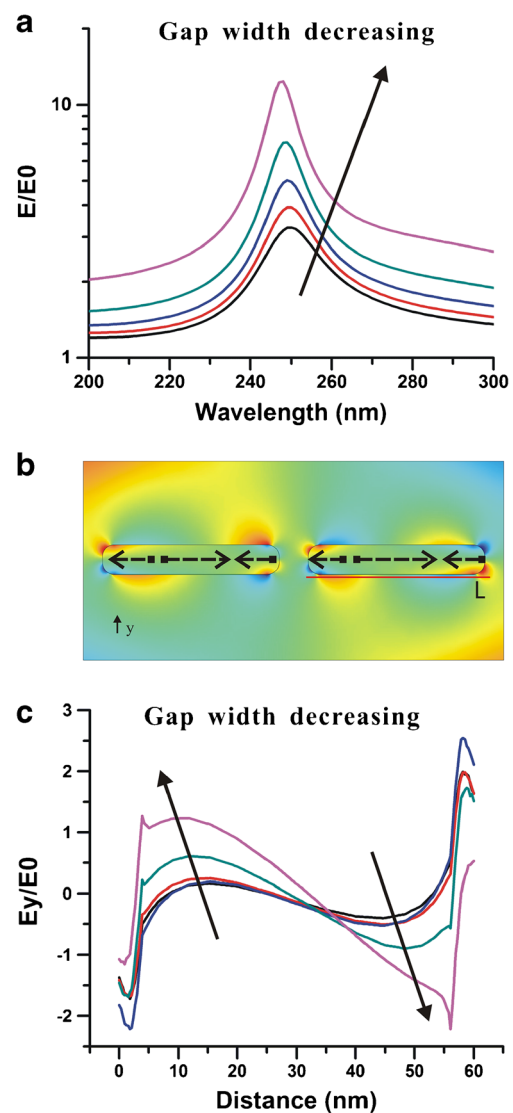 a
Gap width decreasing
10
E/E0
1
200 220 240 260 280 300
Wavelength (nm)
b
L
y
c
Gap width decreasing
3
2
1
0
-1
-2
Ey/E0
0 10 20 30 40 50 60
Distance (nm)